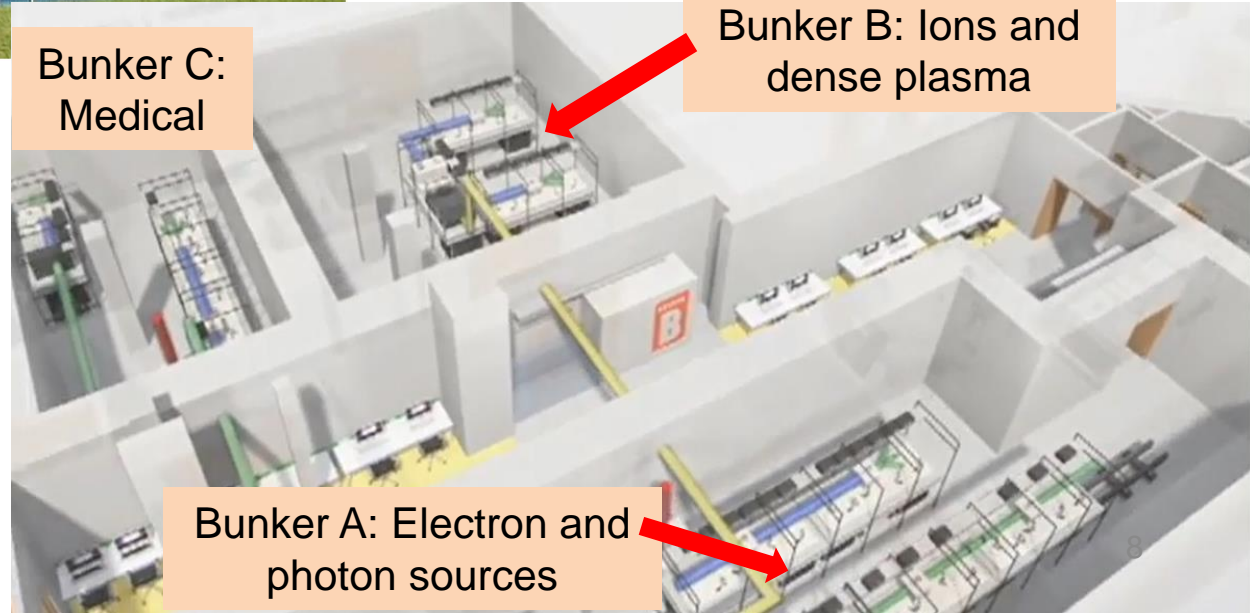 Bunker C:
Medical
Bunker B: Ions and
dense plasma
B
Bunker A: Electron and
photon sources
8